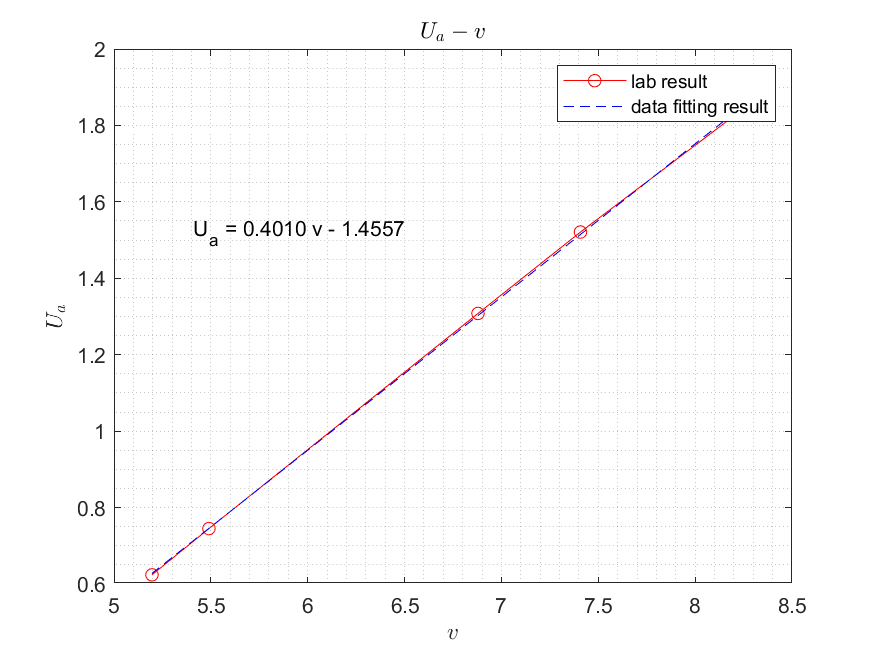 U_a − v
2
lab result
data fitting result
1.8
1.6
U_a = 0.4010 v - 1.4557
1.4
U_a
1.2
1
0.8
0.6
5 5.5 6 6.5 7 7.5 8 8.5
v